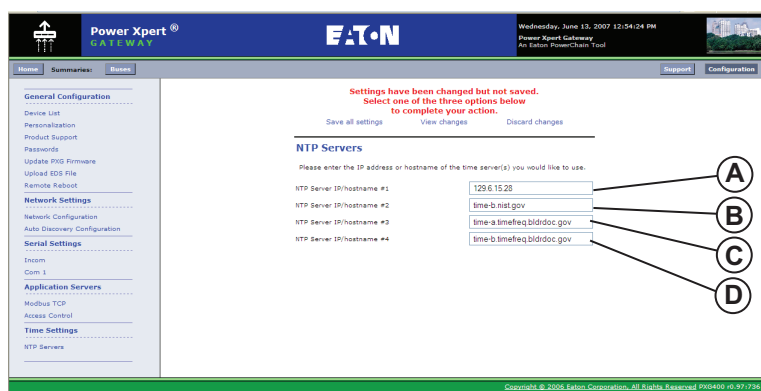 Power Xpert ®
GATEWAY
EATON
Wednesday, June 13, 2007 12:54:24 PM
Power Xpert Gateway
An Eaton PowerChain Tool
Home Summaries: Buses Support Configuration
General Configuration
Device List
Personalization
Product Support
Passwords
Update PXG Firmware
Upload EDS File
Remote Reboot
Network Settings
Network Configuration
Auto Discovery Configuration
Serial Settings
Incom
Com 1
Application Servers
Modbus TCP
Access Control
Time Settings
NTP Servers
Settings have been changed but not saved.
Select one of the three options below
to complete your action.
Save all settings View changes Discard changes
NTP Servers
Please enter the IP address or hostname of the time server(s) you would like to use.
NTP Server IP/hostname #1 129.6.15.28 A
NTP Server IP/hostname #2 time-b.nist.gov B
NTP Server IP/hostname #3 time-a.timefreq.bldrdoc.gov C
NTP Server IP/hostname #4 time-b.timefreq.bldrdoc.gov D
Copyright © 2006 Eaton Corporation, All Rights Reserved PXG400 r0.97:736